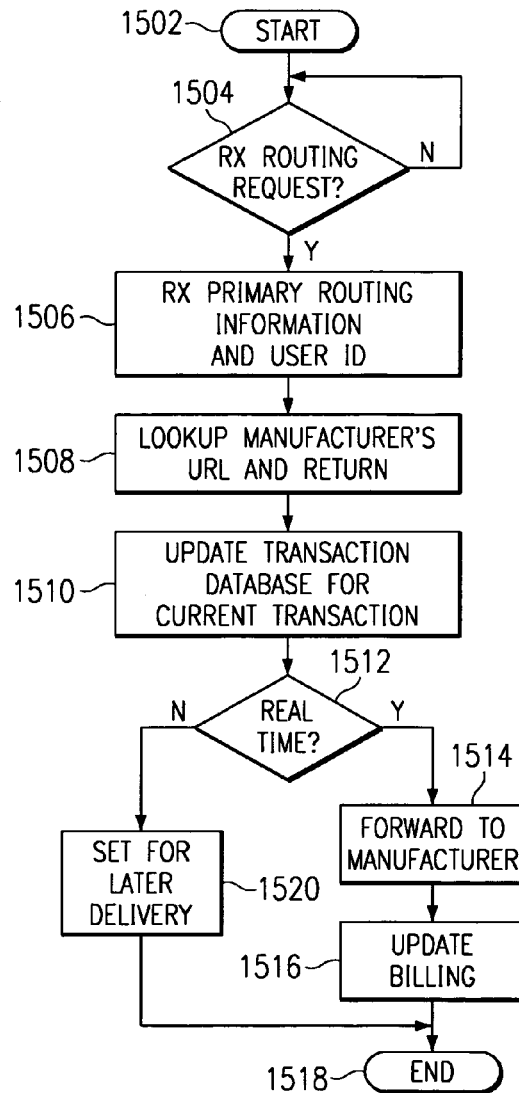 1502
START
1504
RX ROUTING
REQUEST?
N
Y
1506
RX PRIMARY ROUTING
INFORMATION
AND USER ID
1508
LOOKUP MANUFACTURER'S
URL AND RETURN
1510
UPDATE TRANSACTION
DATABASE FOR
CURRENT TRANSACTION
1512
N
REAL
TIME?
Y
1514
FORWARD TO
MANUFACTURER
SET FOR
LATER
DELIVERY
1520
1516
UPDATE
BILLING
1518
END